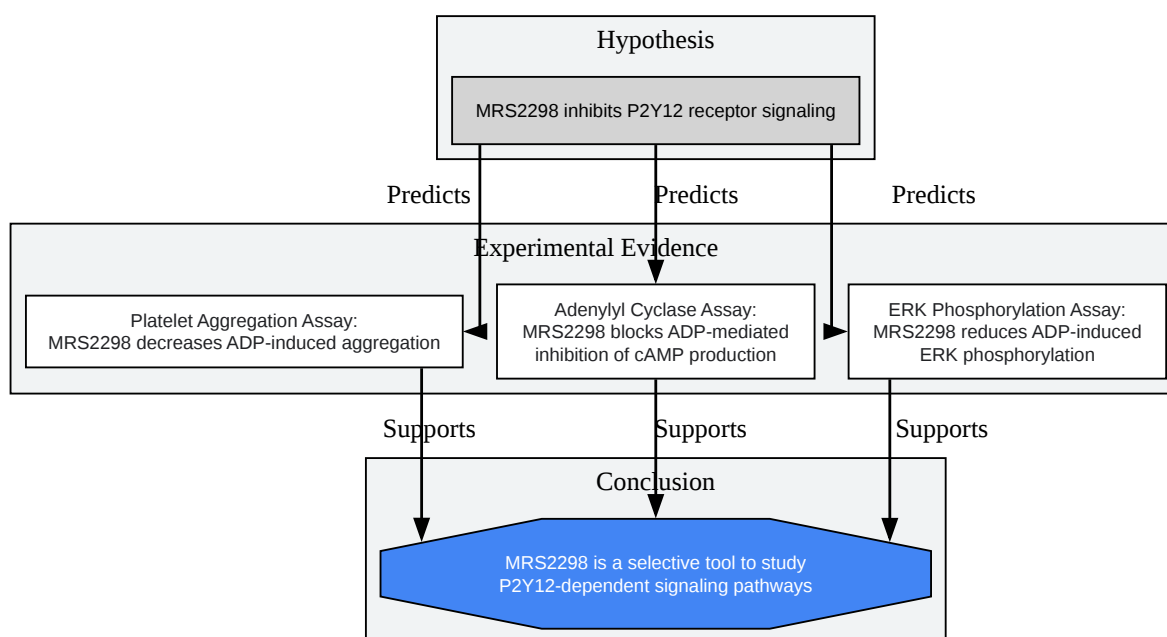 Hypothesis
MRS2298 inhibits P2Y12 receptor signaling
Predicts
Predicts
Predicts
Experimental Evidence
Platelet Aggregation Assay:
MRS2298 decreases ADP-induced aggregation
Adenylyl Cyclase Assay:
MRS2298 blocks ADP-mediated
inhibition of cAMP production
ERK Phosphorylation Assay:
MRS2298 reduces ADP-induced
ERK phosphorylation
Supports
Supports
Supports
Conclusion
MRS2298 is a selective tool to study
P2Y12-dependent signaling pathways